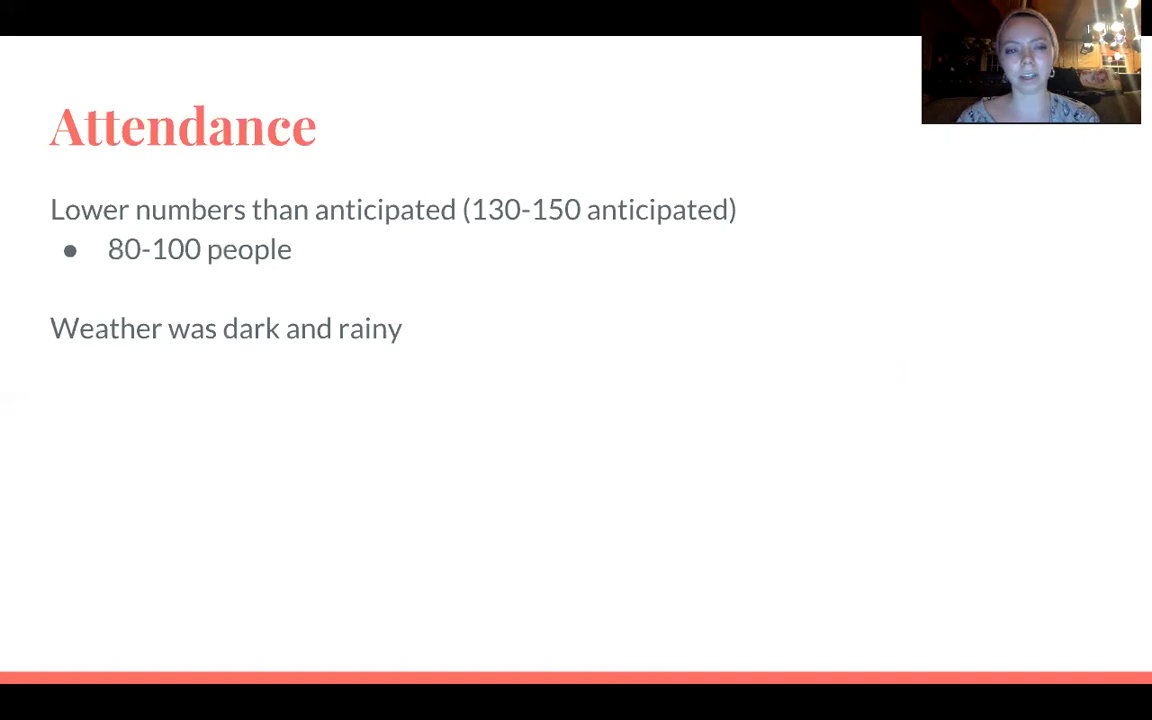 Attendance
Lower numbers than anticipated (130-150 anticipated)
● 80-100 people
Weather was dark and rainy